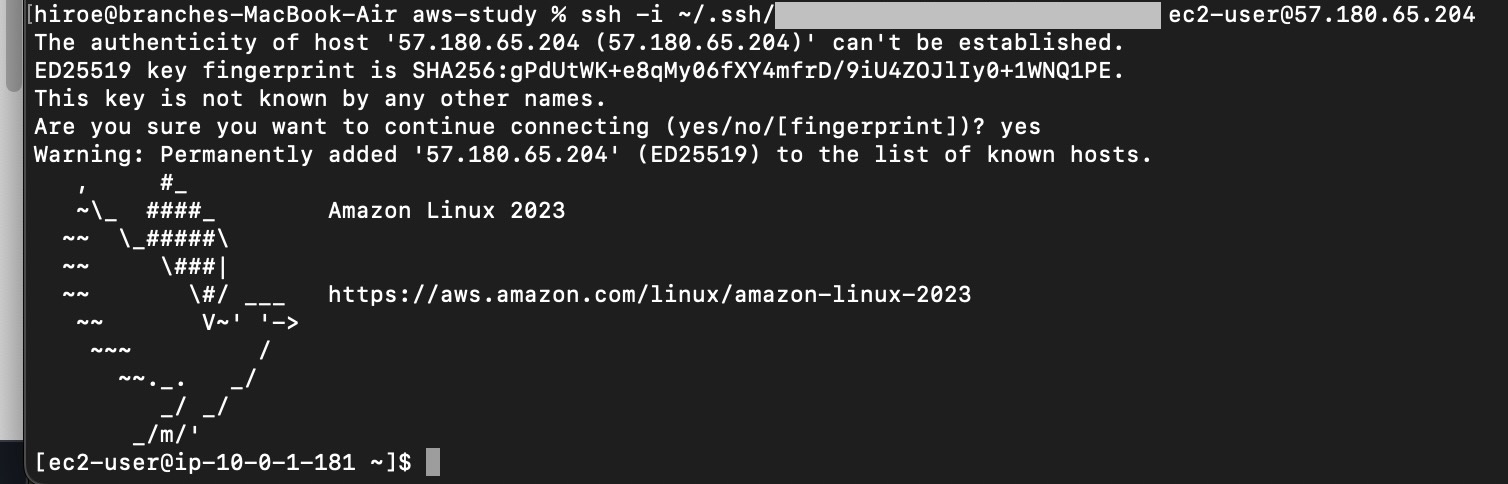 [hiroe@branches-MacBook-Air aws-study % ssh -i ~/.ssh/ ec2-user@57.180.65.204
The authenticity of host '57.180.65.204 (57.180.65.204)' can't be established.
ED25519 key fingerprint is SHA256:gPdUtWK+e8qMy06fXY4mfrD/9iU4ZOJlIy0+1WNQ1PE.
This key is not known by any other names.
Are you sure you want to continue connecting (yes/no/[fingerprint])? yes
Warning: Permanently added '57.180.65.204' (ED25519) to the list of known hosts.
   ,     #_
   ~\_  ####_        Amazon Linux 2023
  ~~  \_#####\
  ~~     \###|
  ~~       \#/ ___   https://aws.amazon.com/linux/amazon-linux-2023
   ~~       V~' '->
    ~~~         /
      ~~._.   _/
         _/ _/
       _/m/'
[ec2-user@ip-10-0-1-181 ~]$